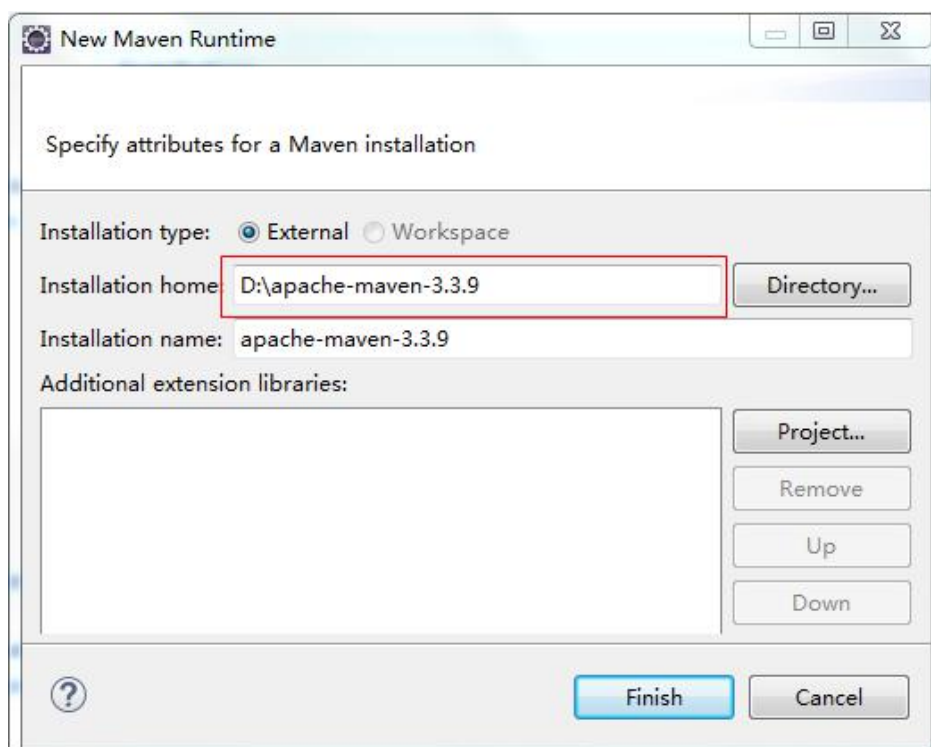 New Maven Runtime
Specify attributes for a Maven installation
Installation type: External Workspace
Installation home: D:\apache-maven-3.3.9 Directory...
Installation name: apache-maven-3.3.9
Additional extension libraries:
Project...
Remove
Up
Down
? Finish Cancel